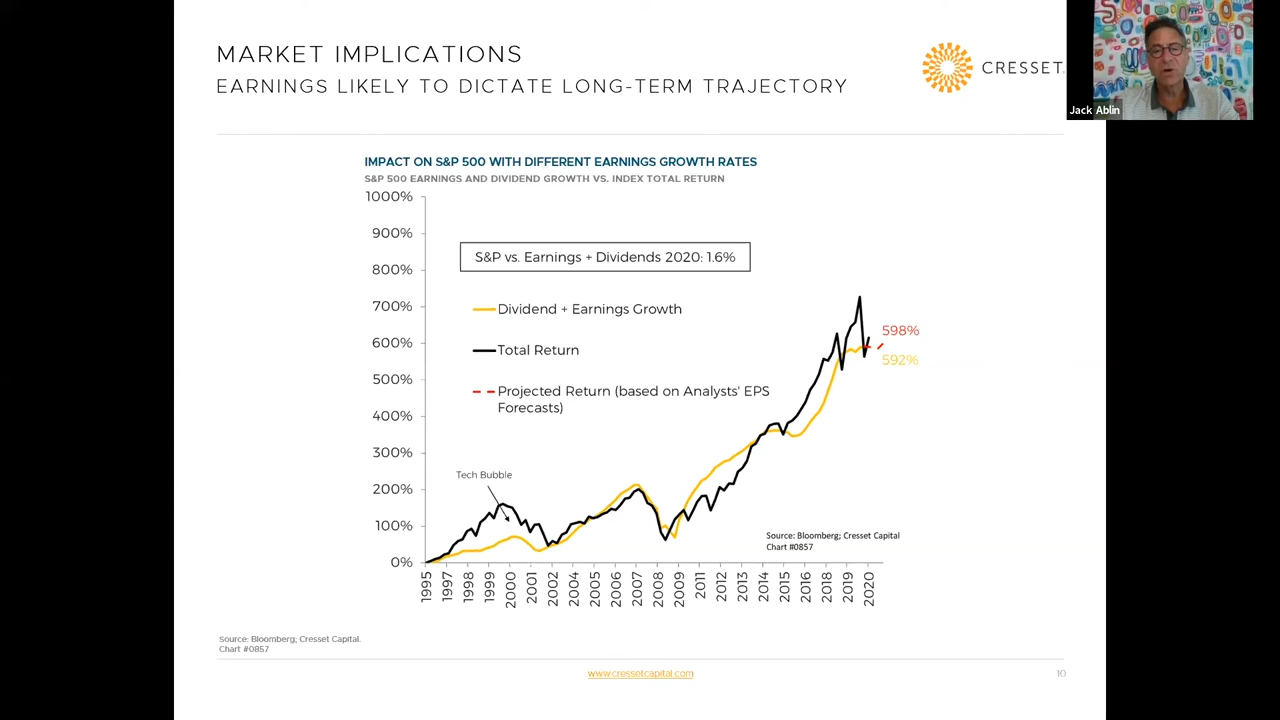 MARKET IMPLICATIONS
EARNINGS LIKELY TO DICTATE LONG-TERM TRAJECTORY
CRESSET.
Jack Ablin
IMPACT ON S&P 500 WITH DIFFERENT EARNINGS GROWTH RATES
S&P 500 EARNINGS AND DIVIDEND GROWTH VS. INDEX TOTAL RETURN
1000%
900%
800%
700%
600%
500%
400%
300%
200%
100%
0%
S&P vs. Earnings + Dividends 2020: 1.6%
Dividend + Earnings Growth
Total Return
Projected Return (based on Analysts' EPS
Forecasts)
598%
592%
Tech Bubble
Source: Bloomberg; Cresset Capital
Chart #0857
1995
1997
1998
1999
2000
2001
2002
2004
2005
2006
2007
2008
2009
2011
2012
2013
2014
2015
2016
2018
2019
2020
Source: Bloomberg; Cresset Capital.
Chart #0857
www.cressetcapital.com
10